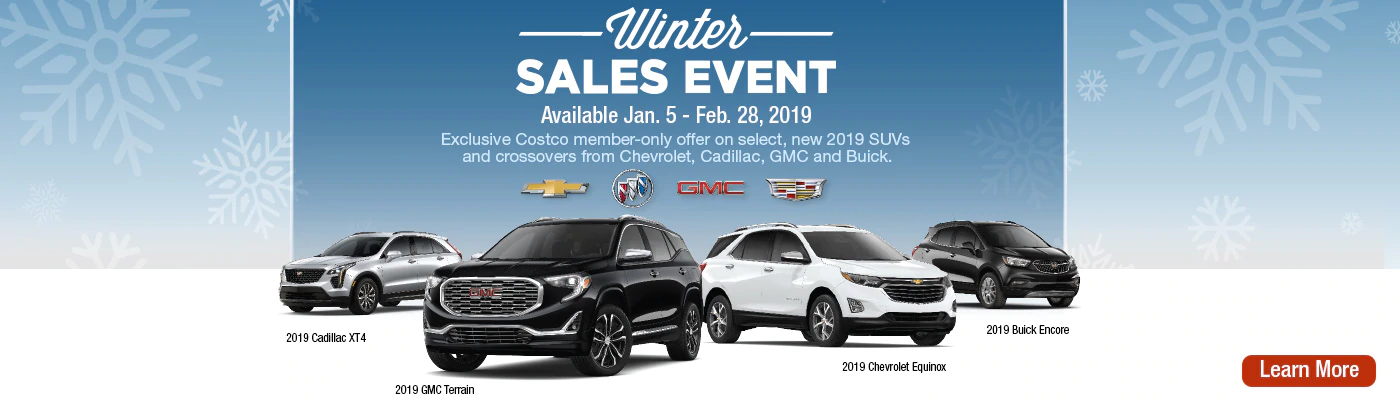 Winter
SALES EVENT
Available Jan. 5 - Feb. 28, 2019
Exclusive Costco member-only offer on select, new 2019 SUVs
and crossovers from Chevrolet, Cadillac, GMC and Buick.
GMC
GMC
2019 Cadillac XT4
2019 GMC Terrain
2019 Chevrolet Equinox
2019 Buick Encore
Learn More